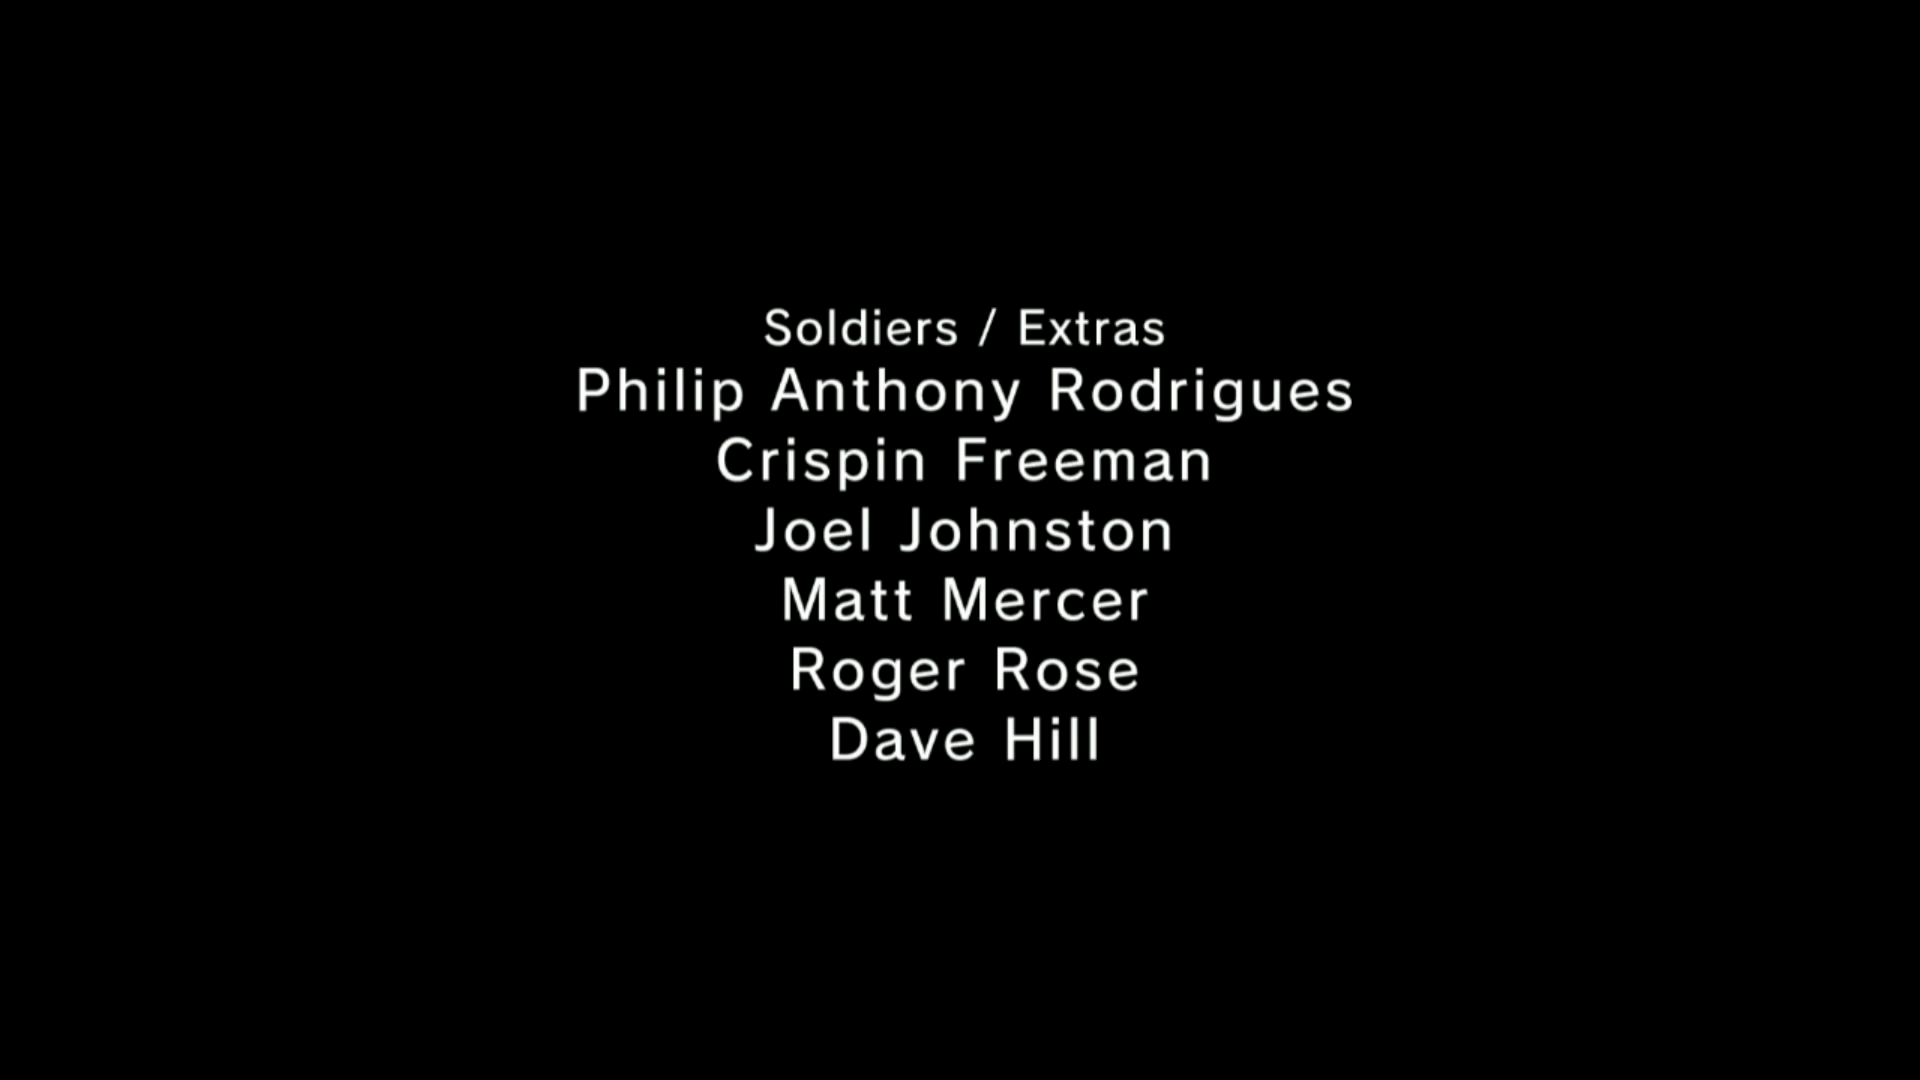 Soldiers / Extras
Philip Anthony Rodrigues
Crispin Freeman
Joel Johnston
Matt Mercer
Roger Rose
Dave Hill